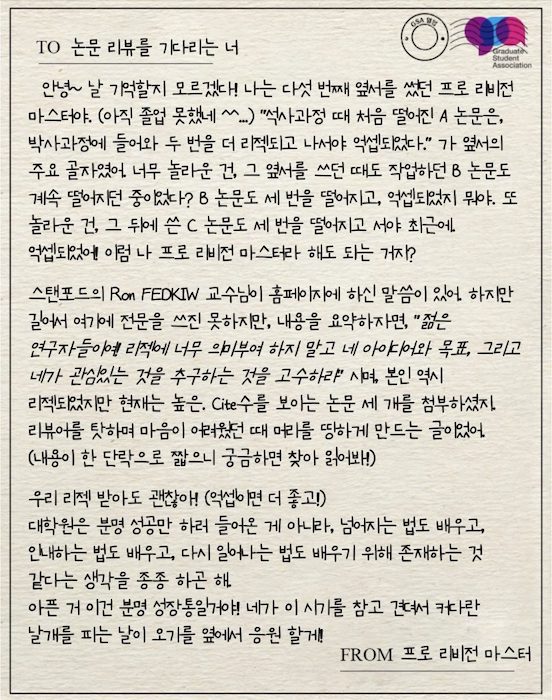 GSA 엽집
Graduate
Student
Association
TO 논문 리뷰를 기다리는 너
안녕~ 날 기억할지 모르겠다! 나는 다섯 번째 엽서를 썼던 프로 리비전
마스터야. (아직 졸업 못했네 ^^...) "석사과정 때 처음 떨어진 A 논문은,
박사과정에 들어와 두 번을 더 리젝되고 나서야 억셉되었다." 가 엽서의
주요 골자였어. 너무 놀라운 건, 그 엽서를 쓰던 때도 작업하던 B 논문도
계속 떨어지던 중이었다? B 논문도 세 번을 떨어지고, 억셉되었지 뭐야. 또
놀라운 건, 그 뒤에 쓴 C 논문도 세 번을 떨어지고 서야 최근에.
억셉되었어! 이럼 나 프로 리비전 마스터라 해도 되는 거지?
스탠포드의 Ron FEDKIW 교수님이 홈페이지에 하신 말씀이 있어. 하지만
길어서 여기에 전문을 쓰진 못하지만, 내용을 요약하자면, "젊은
연구자들이여! 리젝에 너무 의미부여 하지 말고 네 아이디어와 목표, 그리고
네가 관심있는 것을 추구하는 것을 고수하라" 시며, 본인 역시
리젝되었지만 현재는 높은. Cite수를 보이는 논문 세 개를 첨부하셨지.
리뷰어를 탓하며 마음이 어려웠던 때 머리를 띵하게 만드는 글이었어.
(내용이 한 단락으로 짧으니 궁금하면 찾아 읽어봐!)
우리 리젝 받아도 괜찮아! (억셉이면 더 좋고!)
대학원은 분명 성공만 하러 들어온 게 아니라, 넘어지는 법도 배우고,
인내하는 법도 배우고, 다시 일어나는 법도 배우기 위해 존재하는 것
같다는 생각을 종종 하곤 해.
아픈 거 이건 분명 성장통일거야! 네가 이 시기를 참고 견뎌서 커다란
날개를 피는 날이 오기를 옆에서 응원 할게!
FROM 프로 리비전 마스터